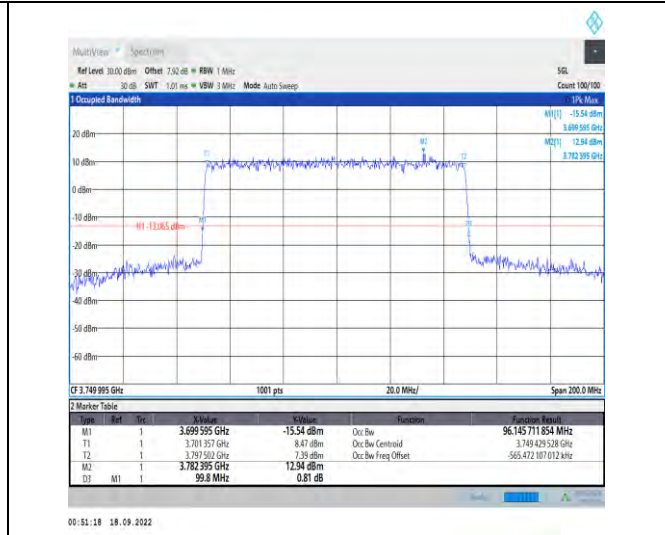 MultiView Spectrum
Ref Level 30.00 dBm Offset 7.92 dB RBW 1 MHz SGL
Att 30 dB SWT 1.01 ms VBW 3 MHz Mode Auto Sweep Count 100/100
1 Occupied Bandwidth 1Pk Max
M1[1] -15.54 dBm
3.699 595 GHz
M2[1] 12.94 dBm
3.782 395 GHz
20 dBm
M2
T1
T2
10 dBm
0 dBm
-10 dBm
M1
H1 -13.065 dBm
-20 dBm
-30 dBm
-40 dBm
-50 dBm
-60 dBm
CF 3.749 995 GHz 1001 pts 20.0 MHz/ Span 200.0 MHz
2 Marker Table
Type Ref Trc X-Value Y-Value Function Function Result
M1 1 3.699 595 GHz -15.54 dBm Occ Bw 96.145 711 854 MHz
T1 1 3.701 357 GHz 8.47 dBm Occ Bw Centroid 3.749 429 528 GHz
T2 1 3.797 502 GHz 7.39 dBm Occ Bw Freq Offset -565.472 107 012 kHz
M2 1 3.782 395 GHz 12.94 dBm
D3 M1 1 99.8 MHz 0.81 dB
00:51:18 18.09.2022